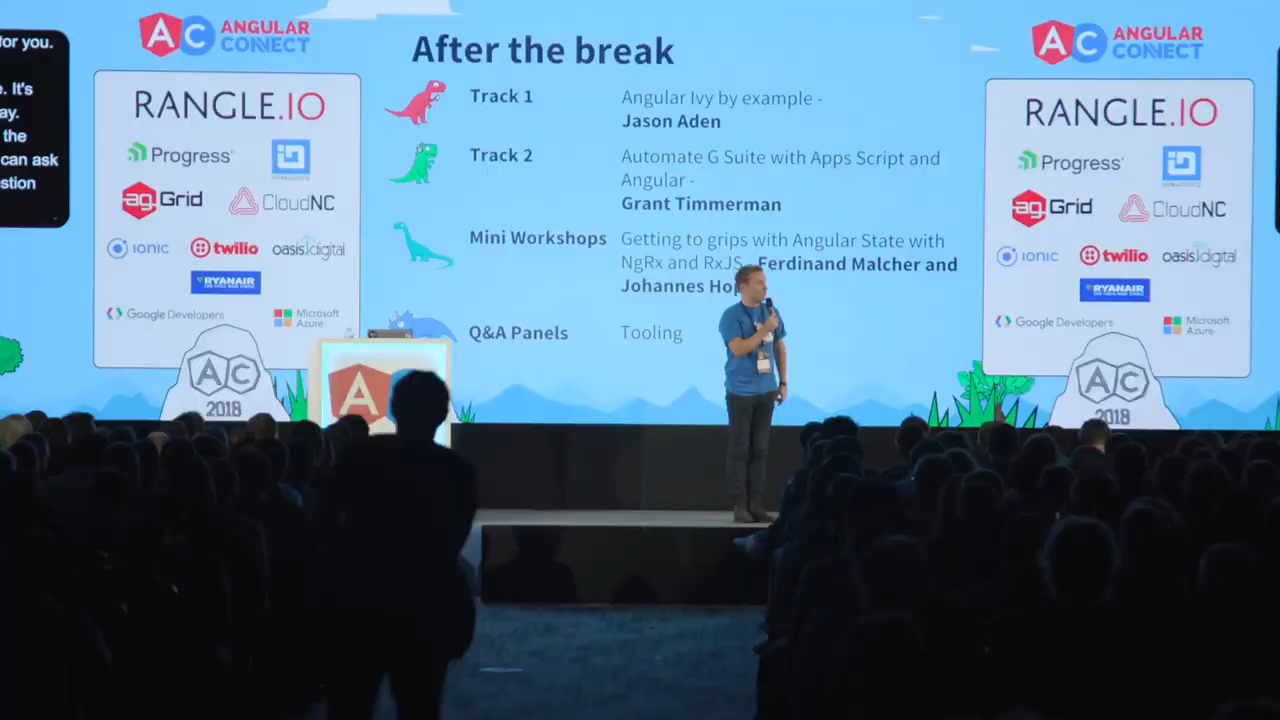 for you.
. It's
ay.
the
can ask
stion
AC ANGULAR
CONNECT
RANGLE.IO
Progress
ag Grid
CloudNC
ionic
twilio
oasis digital
RYANAIR
Google Developers
Microsoft
Azure
A/C
2018
After the break
Track 1
Angular Ivy by example -
Jason Aden
Track 2
Automate G Suite with Apps Script and
Angular -
Grant Timmerman
Mini Workshops
Getting to grips with Angular State with
NgRx and RxJS - Ferdinand Malcher and
Johannes Ho
Q&A Panels
Tooling
A
AC ANGULAR
CONNECT
RANGLE.IO
Progress
ag Grid
CloudNC
ionic
twilio
oasis digital
RYANAIR
Google Developers
Microsoft
Azure
A/C
2018